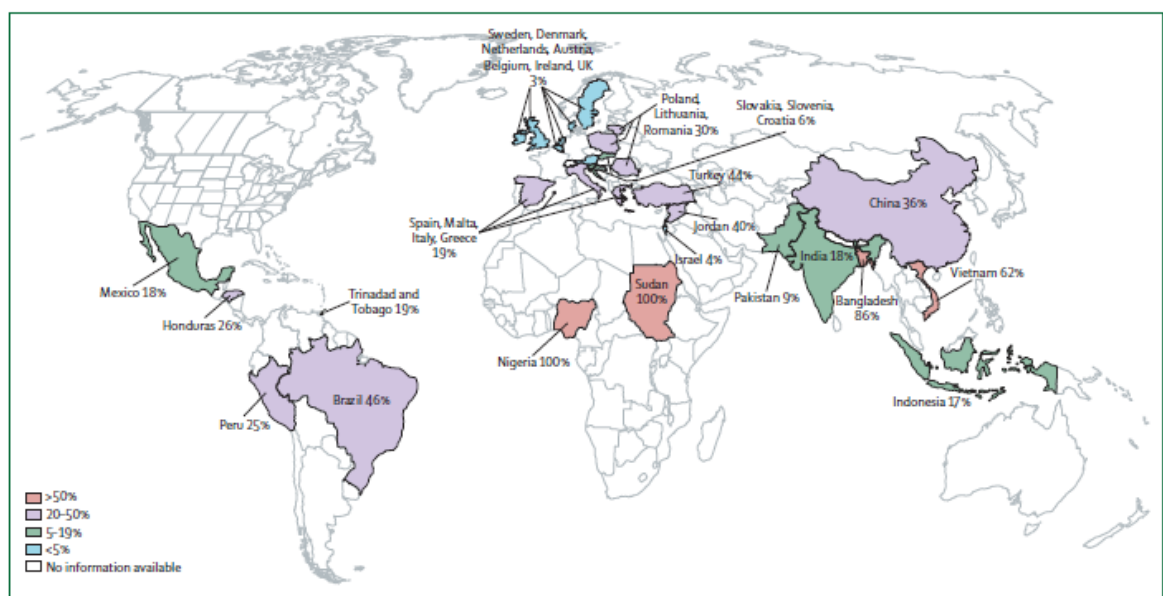 Sweden, Denmark,
Netherlands, Austria,
Belgium, Ireland, UK
3%
Poland,
Lithuania,
Romania 30%
Slovakia, Slovenia,
Croatia 6%
Turkey 44%
China 36%
Spain, Malta,
Italy, Greece
19%
Jordan 40%
Israel 4%
India 18%
Vietnam 62%
Mexico 18%
Trinadad and
Tobago 19%
Sudan
100%
Pakistan 9%
Bangladesh
86%
Honduras 26%
Nigeria 100%
Indonesia 17%
Brazil 46%
Peru 25%
>50%
20–50%
5–19%
<5%
No information available